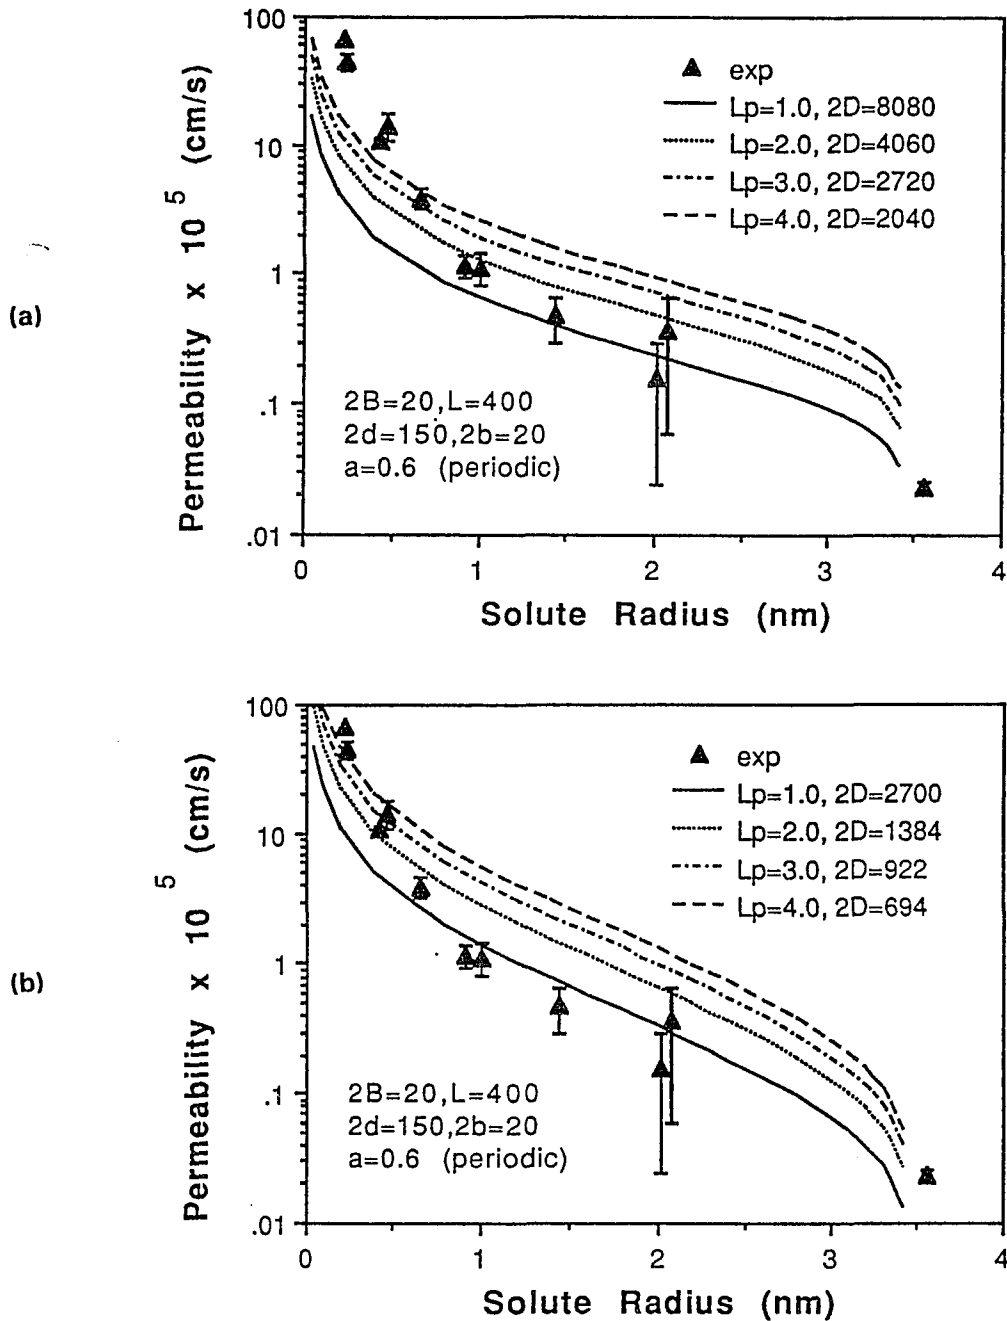 (a)
Permeability x 10 5 (cm/s)
100
10
1
.1
.01
exp
Lp=1.0, 2D=8080
Lp=2.0, 2D=4060
Lp=3.0, 2D=2720
Lp=4.0, 2D=2040
2B=20,L=400
2d=150,2b=20
a=0.6 (periodic)
0 1 2 3 4
Solute Radius (nm)
(b)
Permeability x 10 5 (cm/s)
100
10
1
.1
.01
exp
Lp=1.0, 2D=2700
Lp=2.0, 2D=1384
Lp=3.0, 2D=922
Lp=4.0, 2D=694
2B=20,L=400
2d=150,2b=20
a=0.6 (periodic)
0 1 2 3 4
Solute Radius (nm)